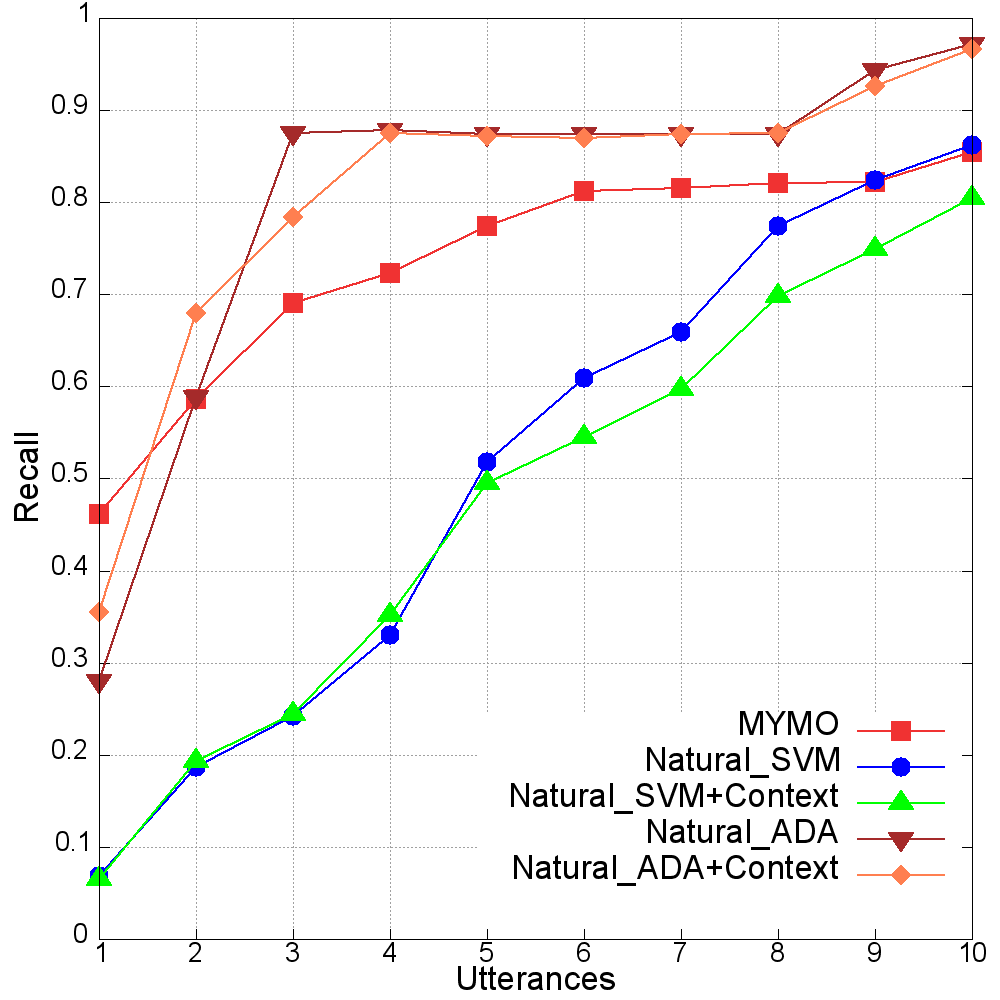 1
0.9
0.8
0.7
0.6
0.5
0.4
0.3
0.2
0.1
0
Recall
MYMO
Natural_SVM
Natural_SVM+Context
Natural_ADA
Natural_ADA+Context
1 2 3 4 5 6 7 8 9 10
Utterances